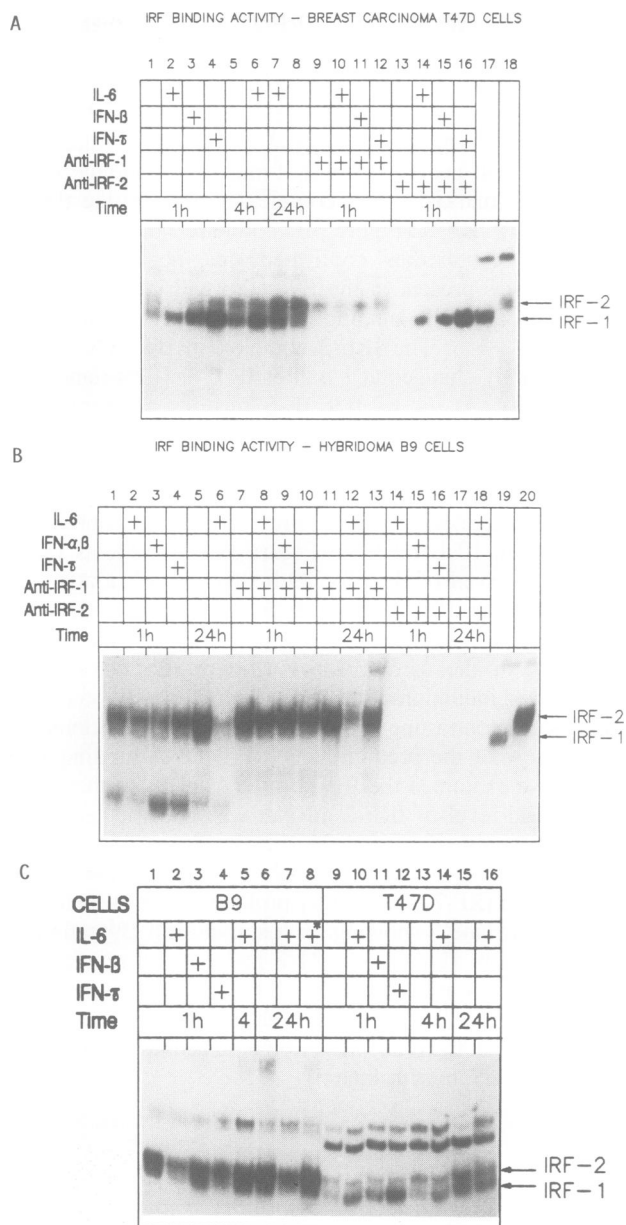 A
IRF BINDING ACTIVITY – BREAST CARCINOMA T47D CELLS
1 2 3 4 5 6 7 8 9 10 11 12 13 14 15 16 17 18
IL-6 + + + + +
IFN-ß + + +
IFN-ɤ + + +
Anti-IRF-1 + + + +
Anti-IRF-2 + + + +
Time 1h 4h 24h 1h 1h
IRF-2
IRF-1
B
IRF BINDING ACTIVITY – HYBRIDOMA B9 CELLS
1 2 3 4 5 6 7 8 9 10 11 12 13 14 15 16 17 18 19 20
IL-6 + + + + + +
IFN-α,ß + + +
IFN-ɤ + + +
Anti-IRF-1 + + + + + + +
Anti-IRF-2 + + + + +
Time 1h 24h 1h 24h 1h 24h
IRF-2
IRF-1
C
1 2 3 4 5 6 7 8 9 10 11 12 13 14 15 16
CELLS B9 T47D
IL-6 + + + +* + + +
IFN-ß + +
IFN-ɤ + +
Time 1h 4 24h 1h 4h 24h
IRF-2
IRF-1